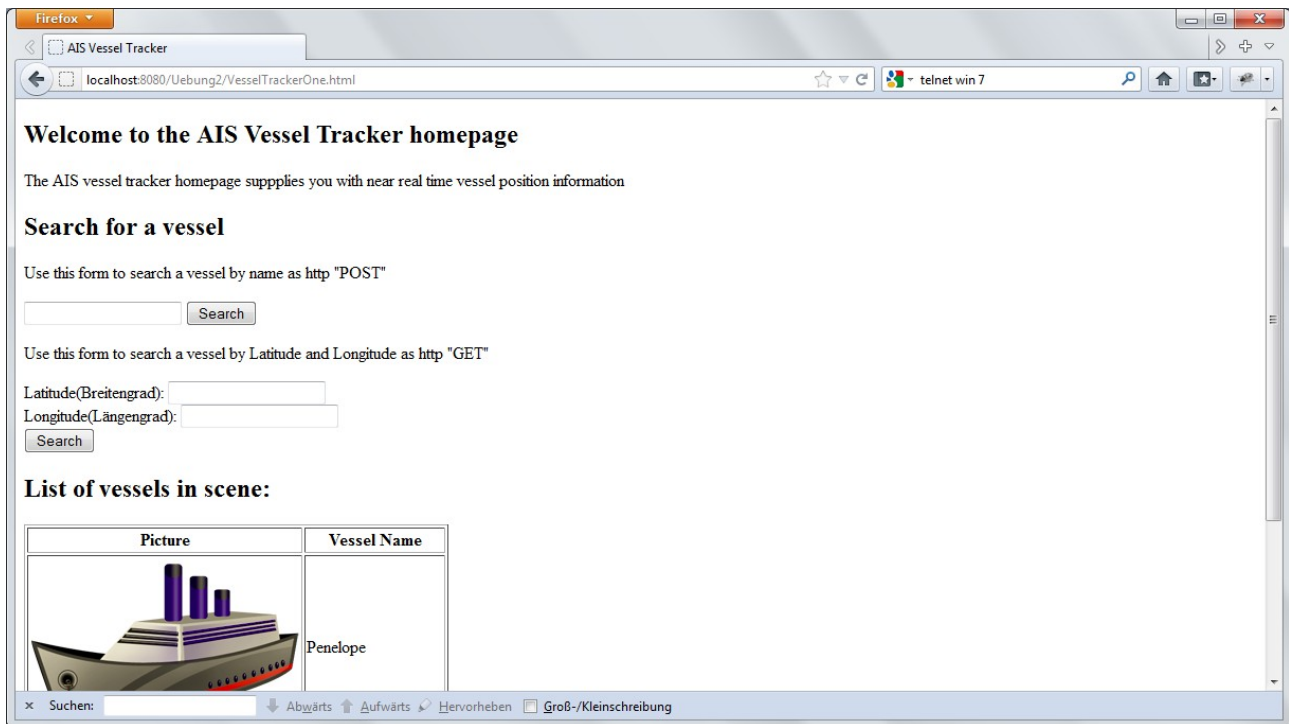 Firefox
AIS Vessel Tracker
localhost:8080/Uebung2/VesselTrackerOne.html
telnet win 7
Welcome to the AIS Vessel Tracker homepage
The AIS vessel tracker homepage suppplies you with near real time vessel position information
Search for a vessel
Use this form to search a vessel by name as http "POST"
Search
Use this form to search a vessel by Latitude and Longitude as http "GET"
Latitude(Breitengrad):
Longitude(Längengrad):
Search
List of vessels in scene:
Picture Vessel Name
Penelope
× Suchen: Abwärts Aufwärts Hervorheben Groß-/Kleinschreibung